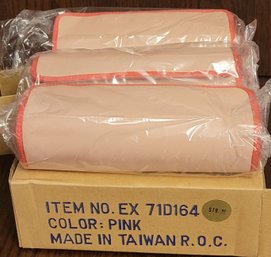 ITEM NO. EX 71D164
COLOR: PINK
MADE IN TAIWAN R.O.C.